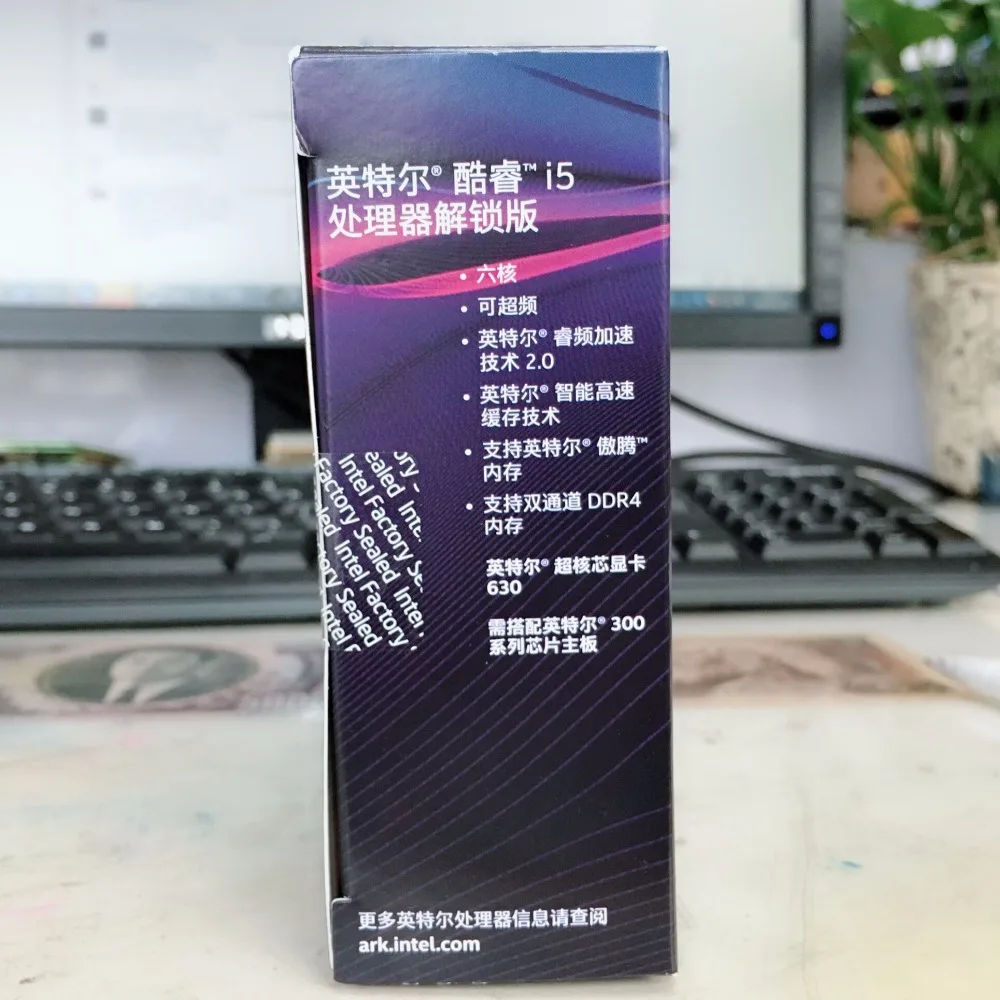 英特尔® 酷睿™ i5
处理器解锁版
• 六核
• 可超频
• 英特尔® 睿频加速
技术 2.0
• 英特尔® 智能高速
缓存技术
• 支持英特尔® 傲腾™
内存
• 支持双通道 DDR4
内存
英特尔® 超核芯显卡
630
需搭配英特尔® 300
系列芯片主板
Intel Factory Sealed
更多英特尔处理器信息请查阅
ark.intel.com